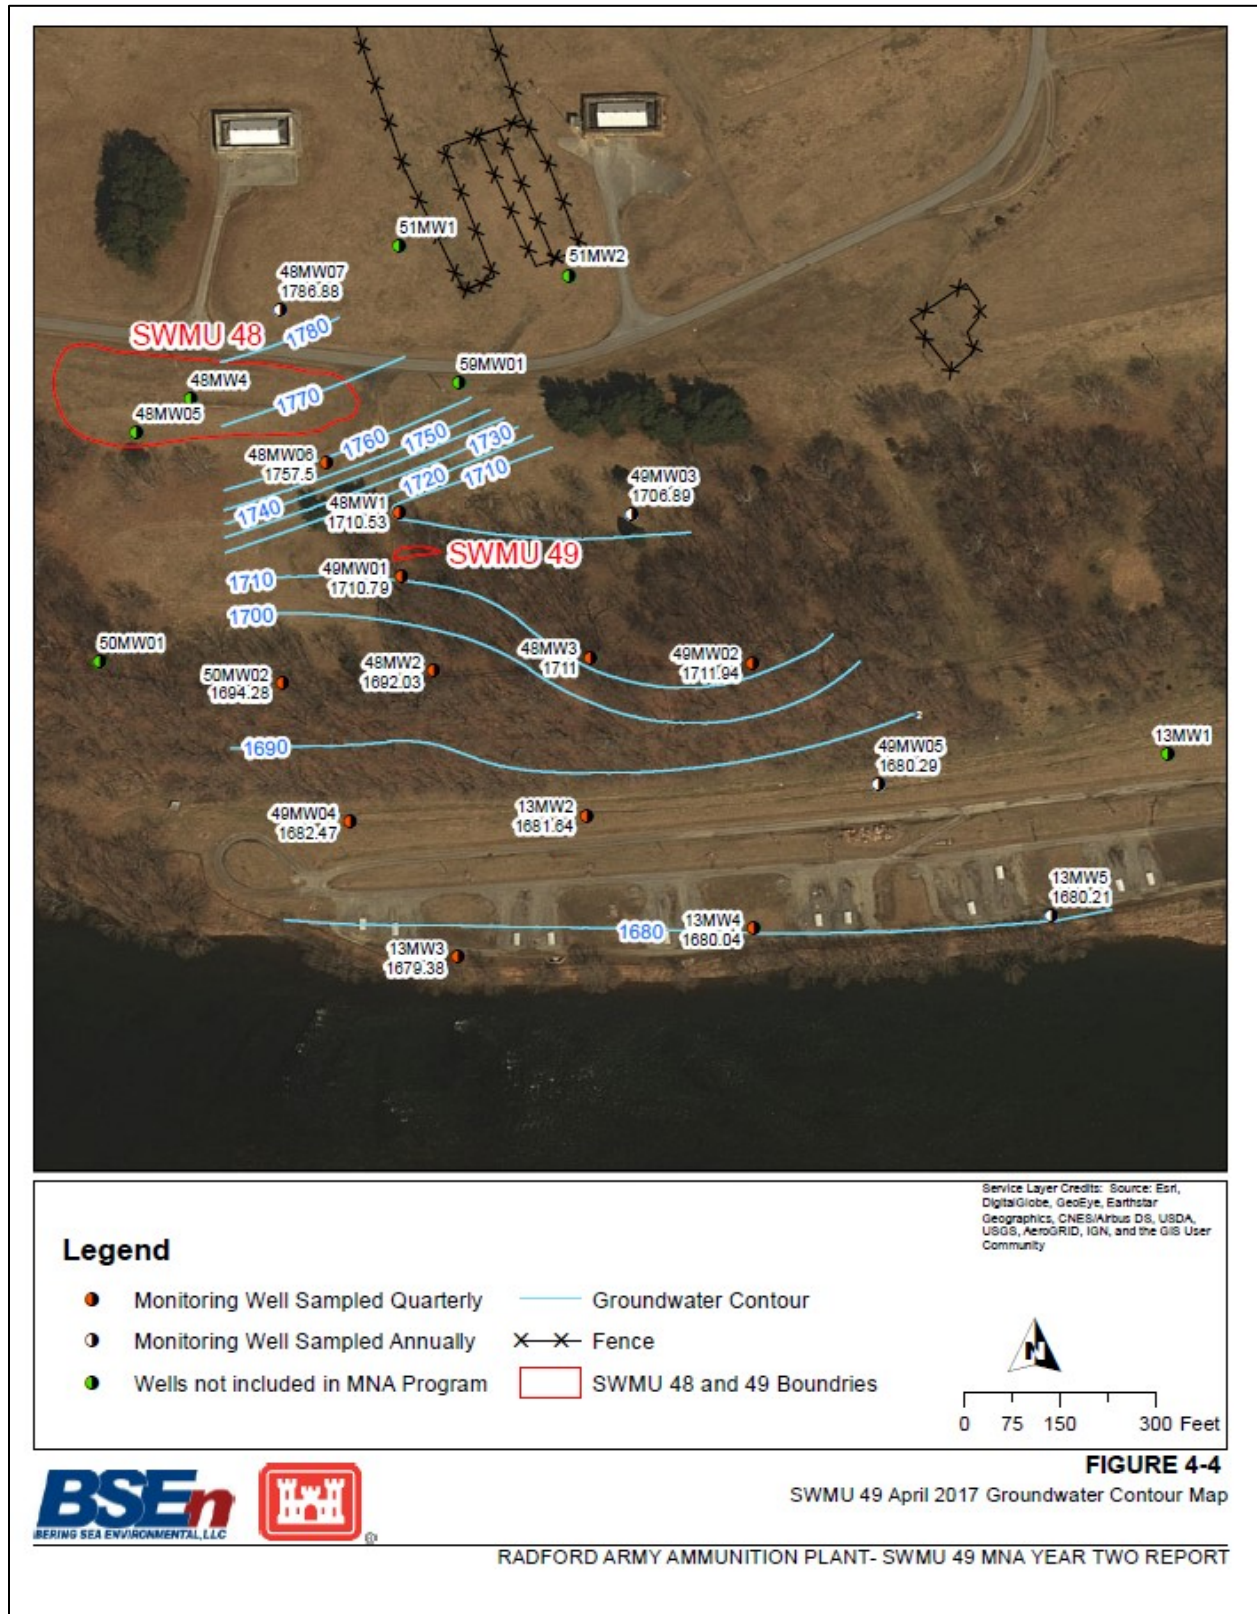 51MW1
51MW2
48MW07
1786.88
1780
SWMU 48
59MW01
48MW4
1770
48MW05
1760
1750
1730
48MW06
1757.5
1720
1710
49MW03
1706.89
1740
48MW1
1710.53
SWMU 49
49MW01
1710.79
1710
1700
50MW01
48MW3
1711
49MW02
1711.94
48MW2
1692.03
50MW02
1694.28
2
1690
49MW05
1680.29
13MW1
49MW04
1682.47
13MW2
1681.64
13MW5
1680.21
1680
13MW4
1680.04
13MW3
1679.38
Service Layer Credits: Source: Esri,
DigitalGlobe, GeoEye, Earthstar
Geographics, CNES/Airbus DS, USDA,
USGS, AeroGRID, IGN, and the GIS User
Community
Legend
Monitoring Well Sampled Quarterly
Groundwater Contour
Monitoring Well Sampled Annually
Fence
Wells not included in MNA Program
SWMU 48 and 49 Boundries
N
0 75 150 300 Feet
FIGURE 4-4
SWMU 49 April 2017 Groundwater Contour Map
BSEn
BERING SEA ENVIRONMENTAL, LLC
®
RADFORD ARMY AMMUNITION PLANT- SWMU 49 MNA YEAR TWO REPORT